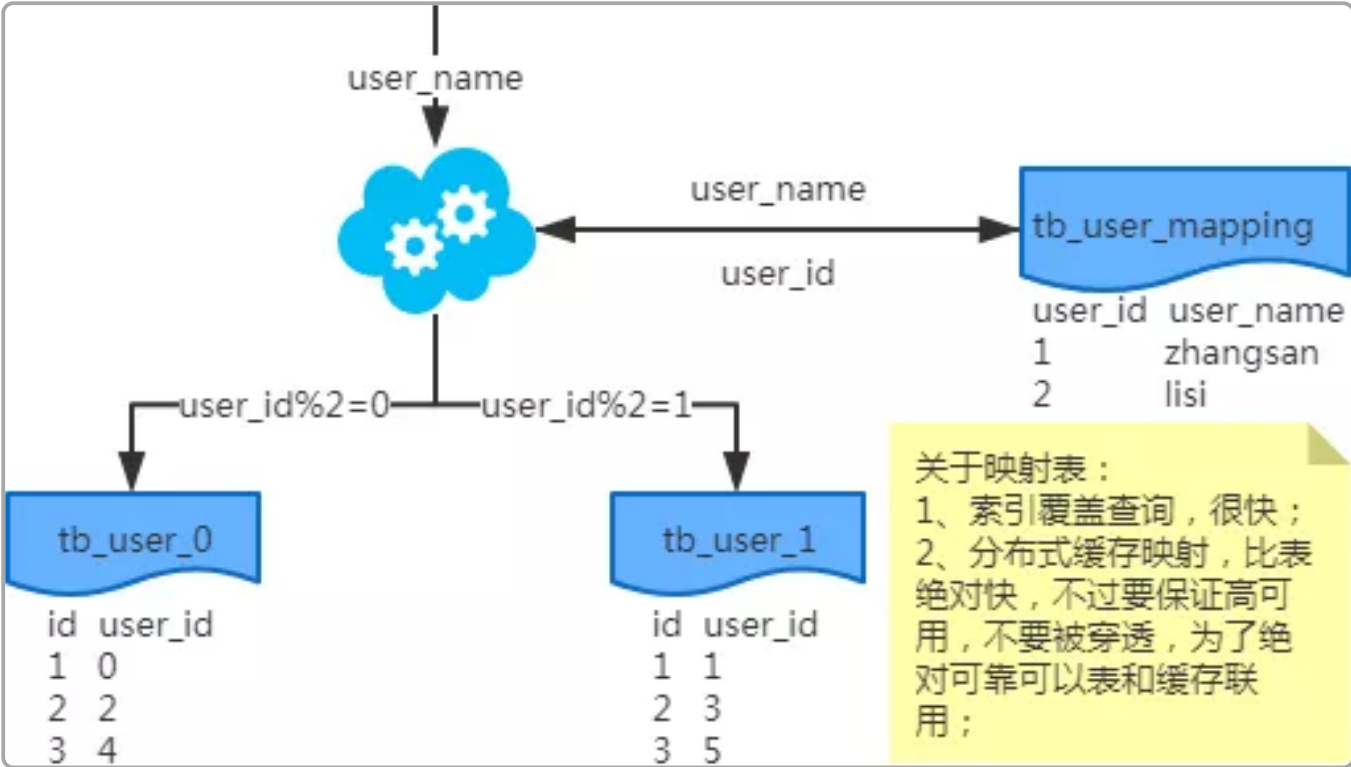 user_name
user_name
tb_user_mapping
user_id
user_id user_name
1 zhangsan
2 lisi
user_id%2=0
user_id%2=1
tb_user_0
id user_id
1 0
2 2
3 4
tb_user_1
id user_id
1 1
2 3
3 5
关于映射表：
1、索引覆盖查询，很快；
2、分布式缓存映射，比表
绝对快，不过要保证高可
用，不要被穿透，为了绝
对可靠可以表和缓存联
用；